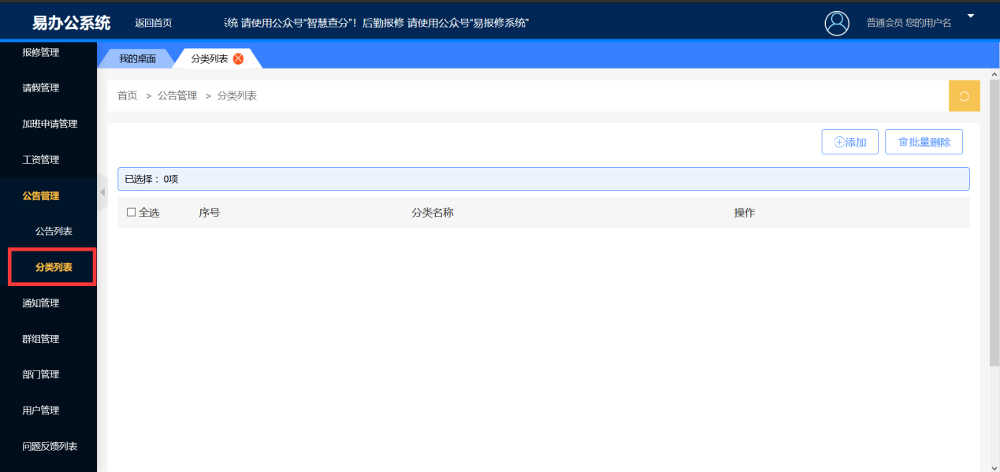 易办公系统 返回首页 系统 请使用公众号“智慧查分”！后勤报修 请使用公众号“易报修系统” 普通会员 您的用户名
报修管理
请假管理
加班申请管理
工资管理
公告管理
公告列表
分类列表
通知管理
群组管理
部门管理
用户管理
问题反馈列表
我的桌面 分类列表
首页 > 公告管理 > 分类列表
添加 批量删除
已选择： 0项
全选 序号 分类名称 操作